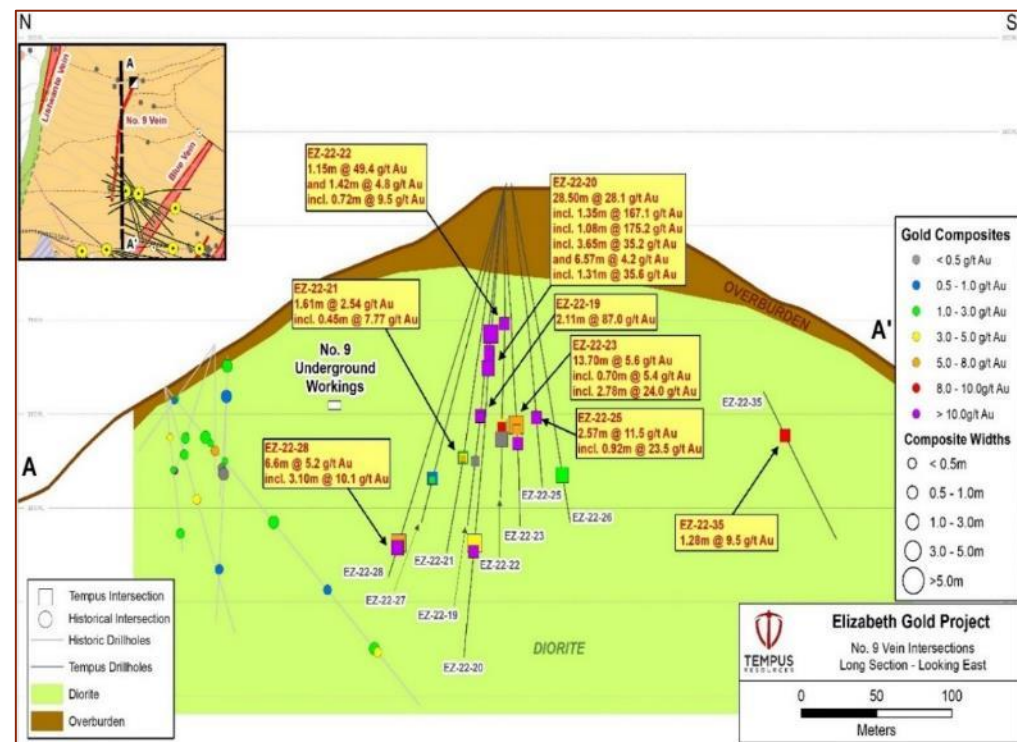 N
S
A
Listwanite Vein
No. 9 Vein
Blue Vein
A'
EZ-22-22
1.15m @ 49.4 g/t Au
and 1.42m @ 4.8 g/t Au
incl. 0.72m @ 9.5 g/t Au
EZ-22-20
28.50m @ 28.1 g/t Au
incl. 1.35m @ 167.1 g/t Au
incl. 1.08m @ 175.2 g/t Au
incl. 3.65m @ 35.2 g/t Au
and 6.57m @ 4.2 g/t Au
incl. 1.31m @ 35.6 g/t Au
EZ-22-21
1.61m @ 2.54 g/t Au
incl. 0.45m @ 7.77 g/t Au
EZ-22-19
2.11m @ 87.0 g/t Au
OVERBURDEN
A'
No. 9
Underground
Workings
EZ-22-23
13.70m @ 5.6 g/t Au
incl. 0.70m @ 5.4 g/t Au
incl. 2.78m @ 24.0 g/t Au
EZ-22-25
2.57m @ 11.5 g/t Au
incl. 0.92m @ 23.5 g/t Au
EZ-22-35
A
EZ-22-28
6.6m @ 5.2 g/t Au
incl. 3.10m @ 10.1 g/t Au
EZ-22-35
1.28m @ 9.5 g/t Au
EZ-22-25
EZ-22-26
EZ-22-23
EZ-22-22
EZ-22-21
EZ-22-28
EZ-22-27
EZ-22-19
EZ-22-20
DIORITE
Gold Composites
< 0.5 g/t Au
0.5 - 1.0 g/t Au
1.0 - 3.0 g/t Au
3.0 - 5.0 g/t Au
5.0 - 8.0 g/t Au
8.0 - 10.0g/t Au
> 10.0g/t Au
Composite Widths
< 0.5m
0.5 - 1.0m
1.0 - 3.0m
3.0 - 5.0m
>5.0m
Tempus Intersection
Historical Intersection
Historic Drillholes
Tempus Drillholes
Diorite
Overburden
TEMPUS
RESOURCES
Elizabeth Gold Project
No. 9 Vein Intersections
Long Section - Looking East
0 50 100
Meters